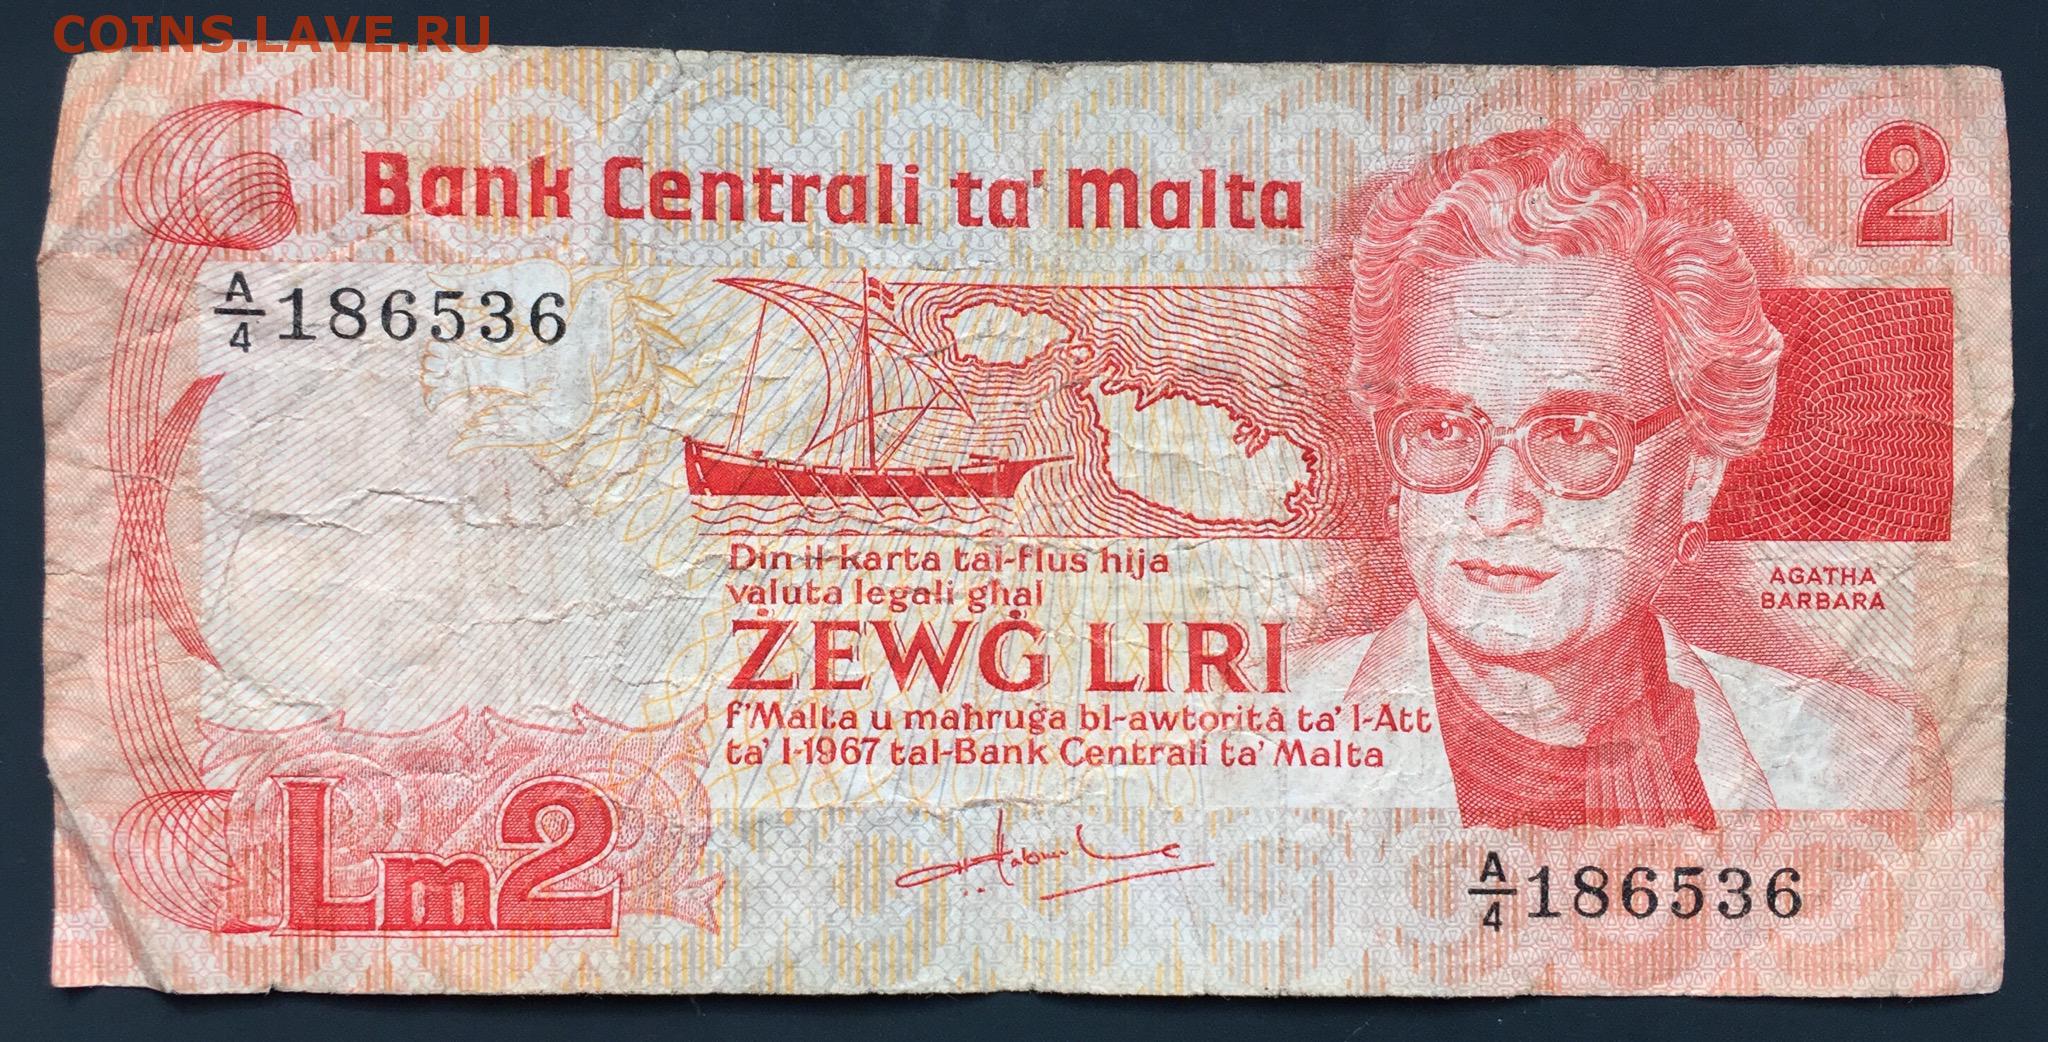 COINS.LAVE.RU
Bank Centrali ta' Malta
2
A/4 186536
Din il-karta tal-flus hija
valuta legali għal
ŻEWĠ LIRI
f'Malta u maħruġa bl-awtorità ta' l-Att
ta' l-1967 tal-Bank Centrali ta' Malta
AGATHA
BARBARA
Lm2
A/4 186536